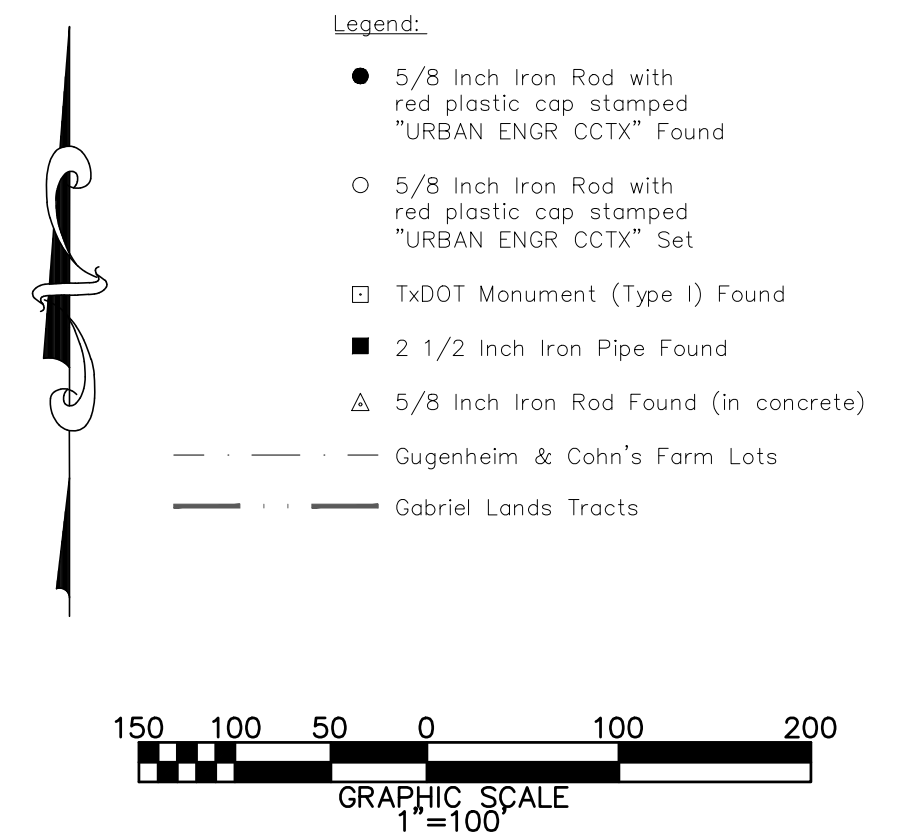 Legend:
5/8 Inch Iron Rod with
red plastic cap stamped
"URBAN ENGR CCTX" Found
5/8 Inch Iron Rod with
red plastic cap stamped
"URBAN ENGR CCTX" Set
TxDOT Monument (Type I) Found
2 1/2 Inch Iron Pipe Found
5/8 Inch Iron Rod Found (in concrete)
Gugenheim & Cohn's Farm Lots
Gabriel Lands Tracts
150 100 50 0 100 200
GRAPHIC SCALE
1"=100'